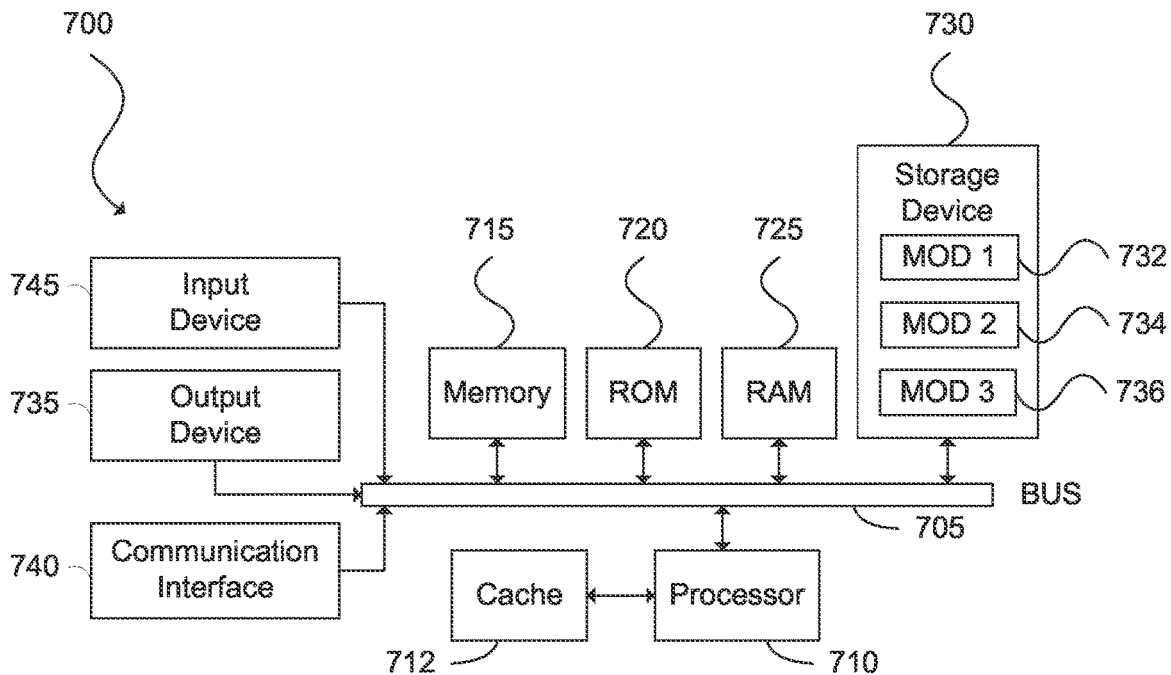 700
730
Storage
Device
715
720
725
MOD 1
732
745
Input
Device
MOD 2
734
Memory
ROM
RAM
MOD 3
736
735
Output
Device
BUS
705
740
Communication
Interface
Cache
Processor
712
710